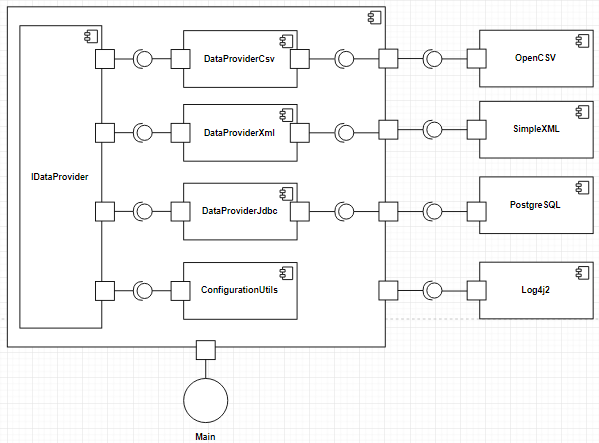 DataProviderCsv
OpenCSV
DataProviderXml
SimpleXML
IDataProvider
DataProviderJdbc
PostgreSQL
ConfigurationUtils
Log4j2
Main